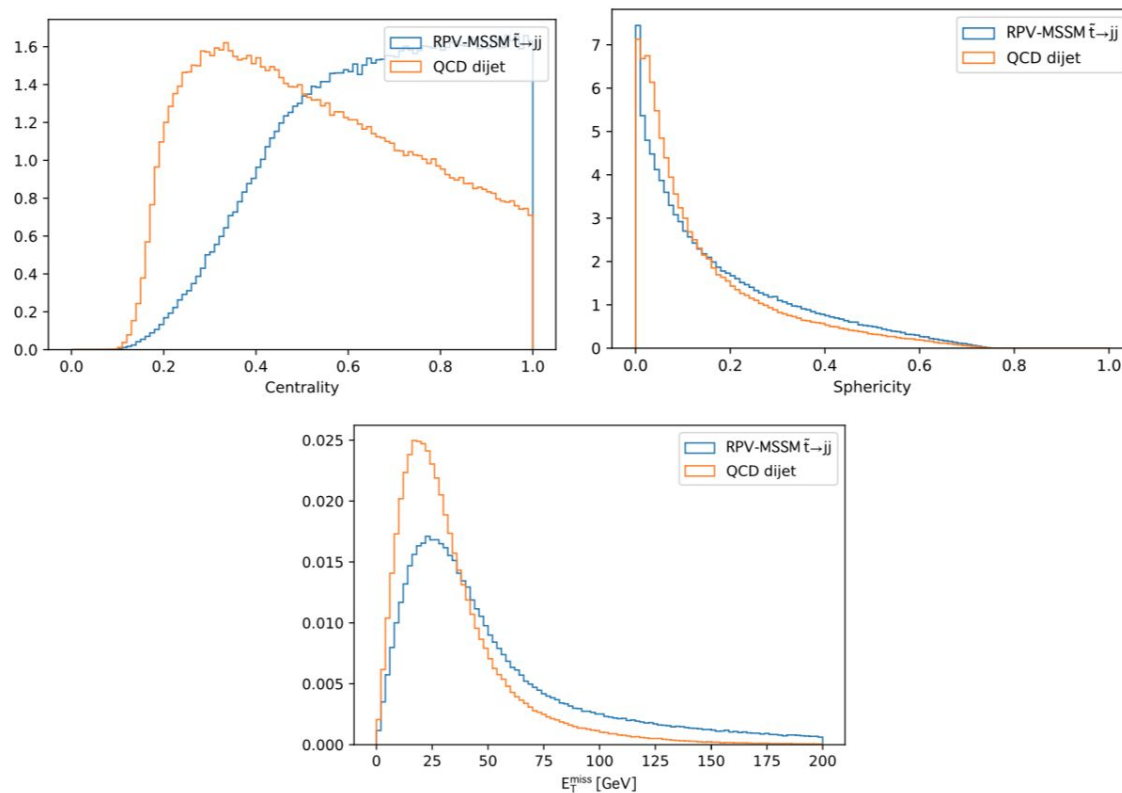 1.6
1.4
1.2
1.0
0.8
0.6
0.4
0.2
0.0
RPV-MSSM t̃→jj
QCD dijet
0.0 0.2 0.4 0.6 0.8 1.0
Centrality
7
6
5
4
3
2
1
0
RPV-MSSM t̃→jj
QCD dijet
0.0 0.2 0.4 0.6 0.8 1.0
Sphericity
0.025
0.020
0.015
0.010
0.005
0.000
RPV-MSSM t̃→jj
QCD dijet
0 25 50 75 100 125 150 175 200
E_T^miss [GeV]